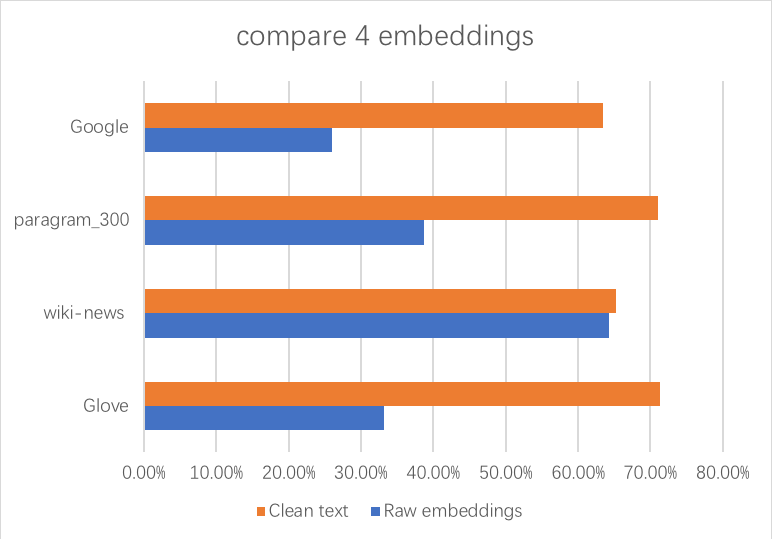 compare 4 embeddings
Google
paragram_300
wiki-news
Glove
0.00% 10.00% 20.00% 30.00% 40.00% 50.00% 60.00% 70.00% 80.00%
Clean text Raw embeddings